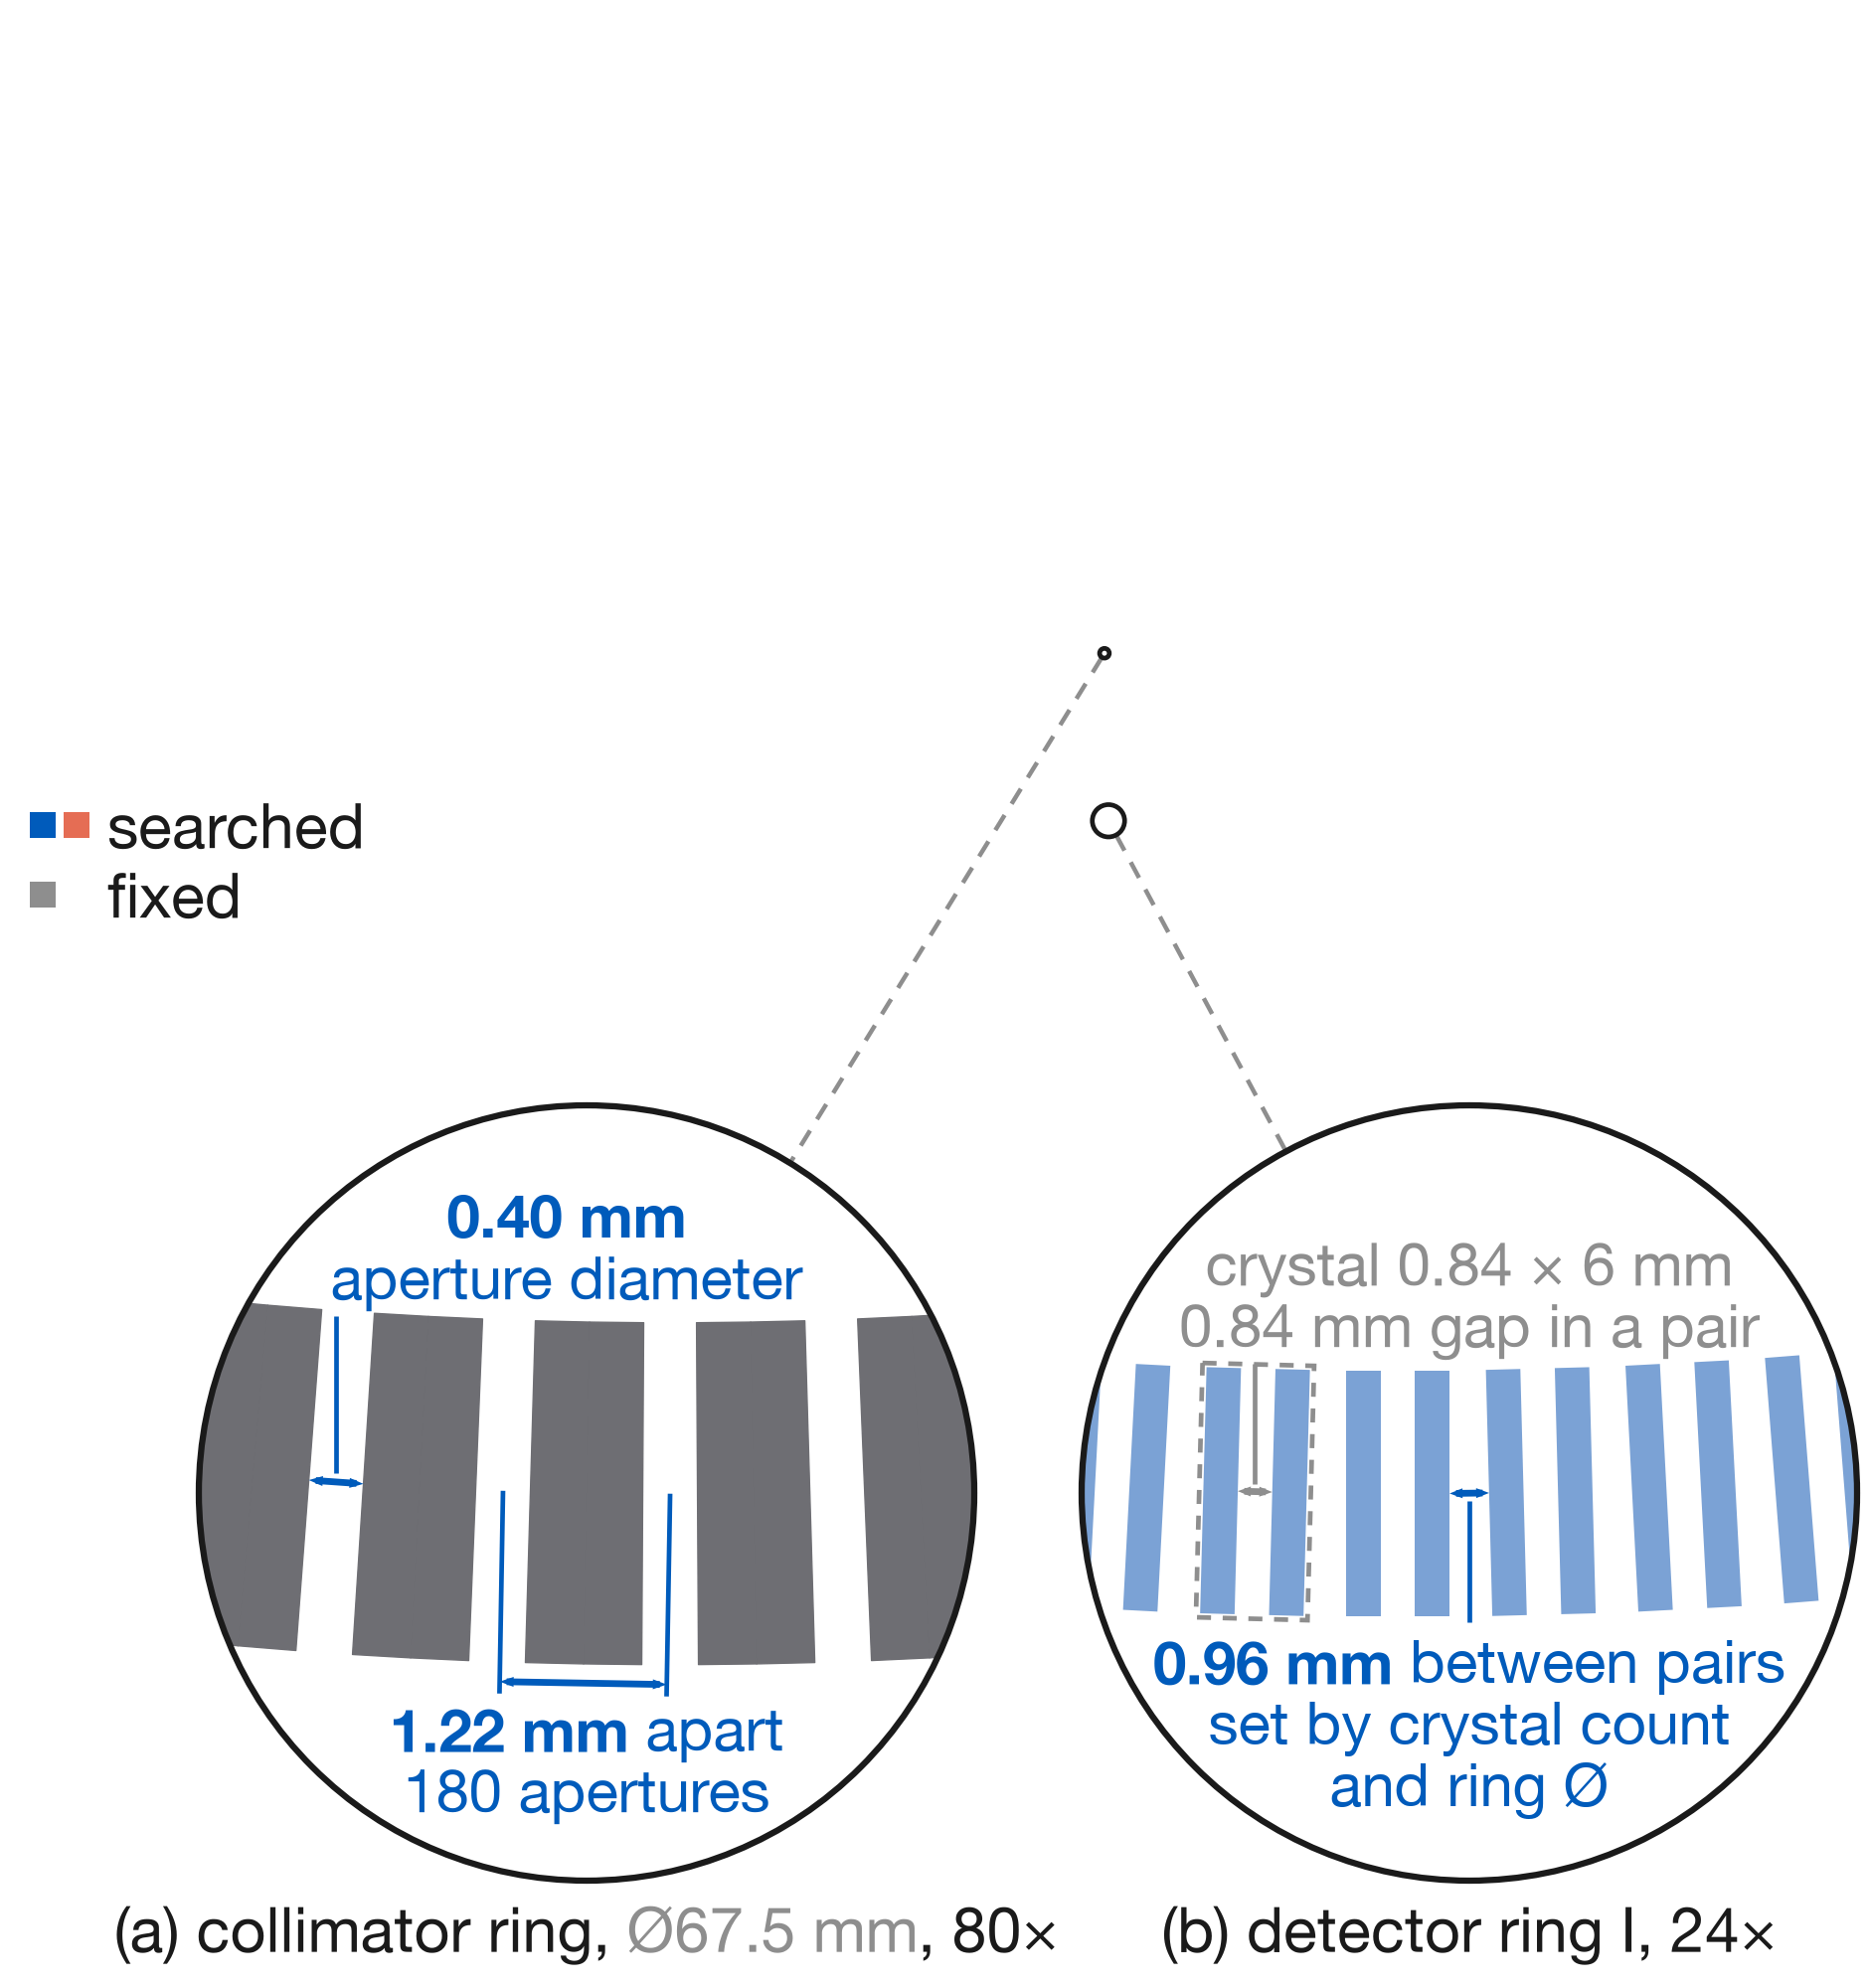 searched
fixed
0.40 mm
aperture diameter
1.22 mm apart
180 apertures
crystal 0.84 × 6 mm
0.84 mm gap in a pair
0.96 mm between pairs
set by crystal count
and ring Ø
(a) collimator ring, Ø67.5 mm, 80×
(b) detector ring I, 24×